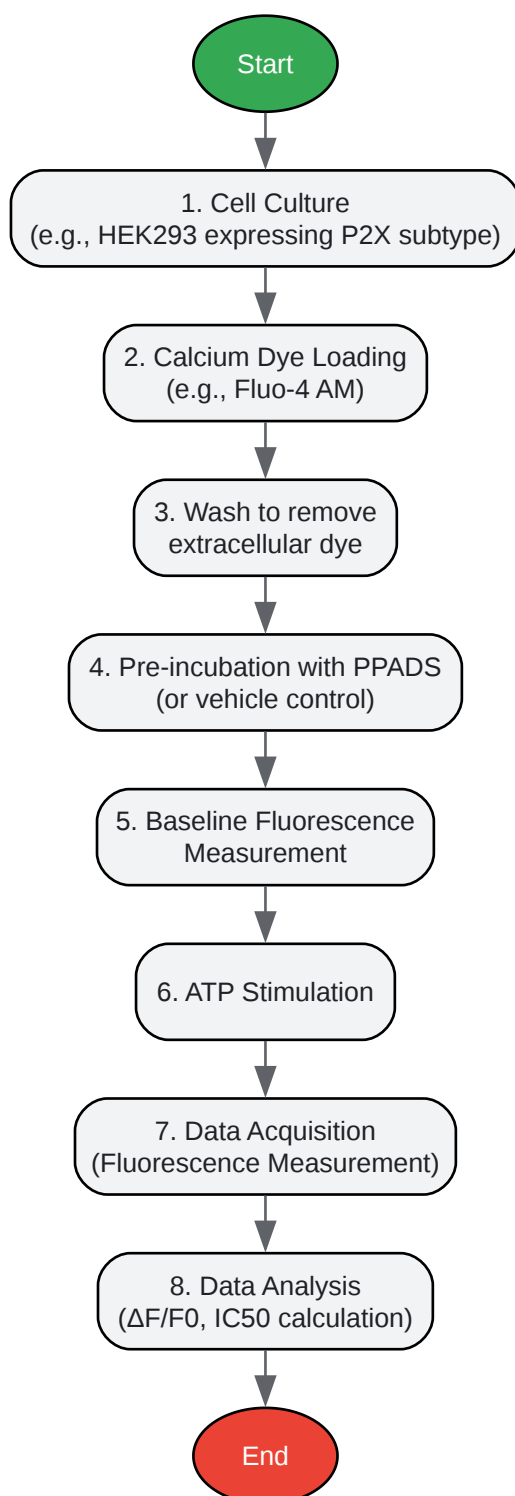 Start
1. Cell Culture
(e.g., HEK293 expressing P2X subtype)
2. Calcium Dye Loading
(e.g., Fluo-4 AM)
3. Wash to remove
extracellular dye
4. Pre-incubation with PPADS
(or vehicle control)
5. Baseline Fluorescence
Measurement
6. ATP Stimulation
7. Data Acquisition
(Fluorescence Measurement)
8. Data Analysis
(ΔF/F0, IC50 calculation)
End